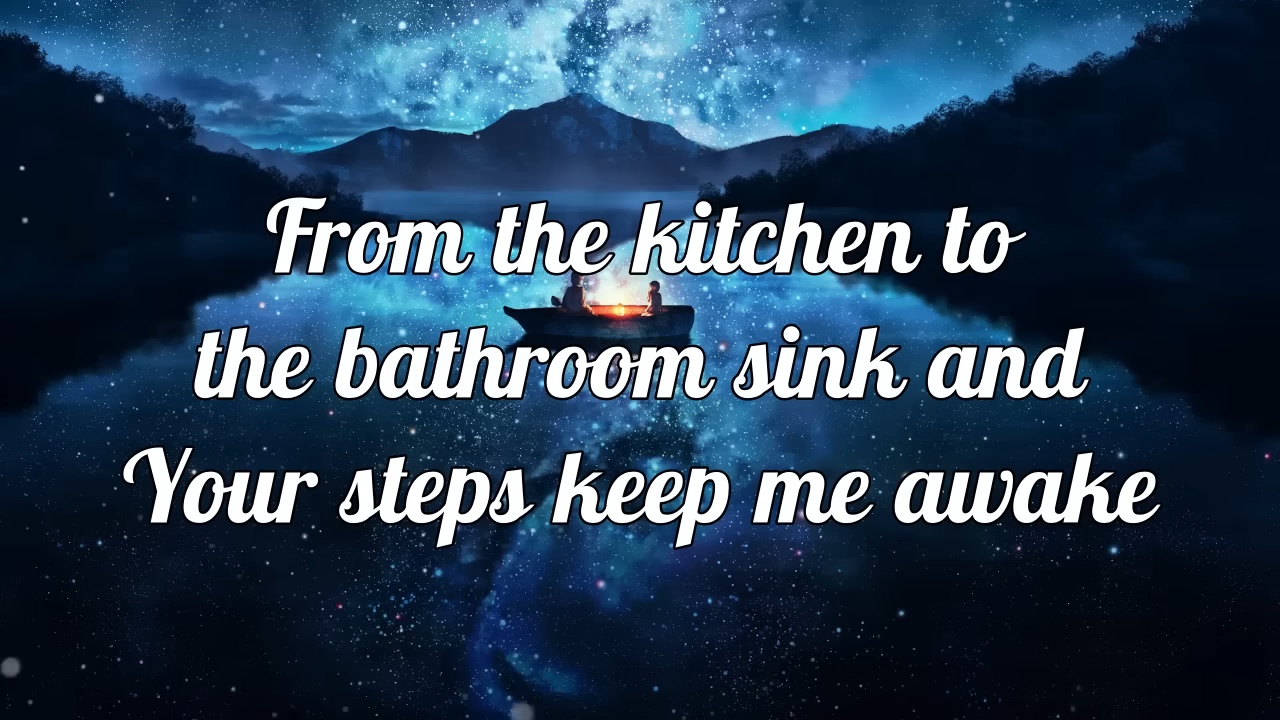 From the kitchen to
the bathroom sink and
Your steps keep me awake